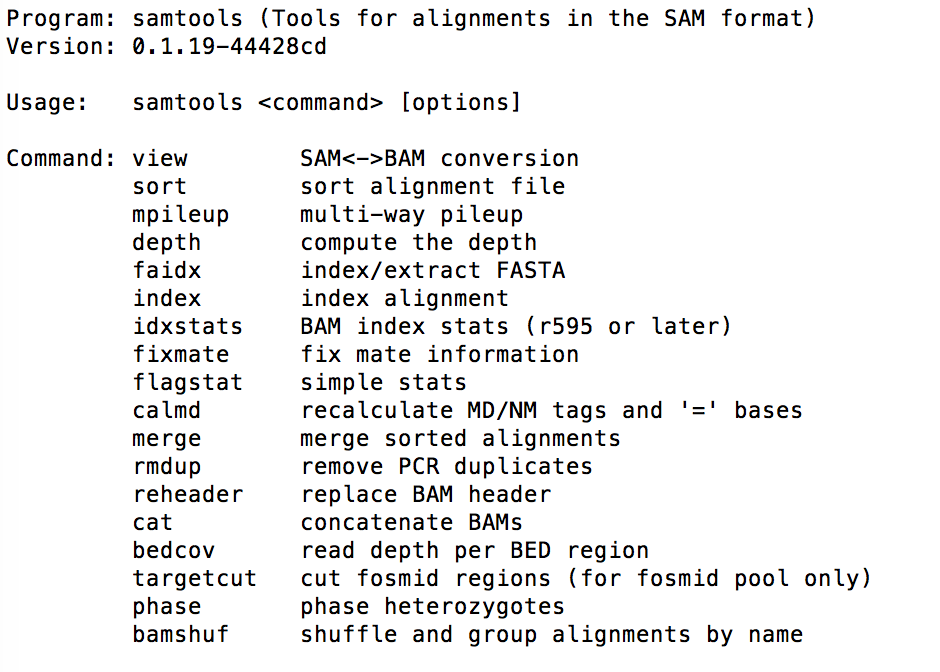 Program: samtools (Tools for alignments in the SAM format)
Version: 0.1.19-44428cd
Usage:   samtools <command> [options]
Command: view        SAM<->BAM conversion
         sort        sort alignment file
         mpileup     multi-way pileup
         depth       compute the depth
         faidx       index/extract FASTA
         index       index alignment
         idxstats    BAM index stats (r595 or later)
         fixmate     fix mate information
         flagstat    simple stats
         calmd       recalculate MD/NM tags and '=' bases
         merge       merge sorted alignments
         rmdup       remove PCR duplicates
         reheader    replace BAM header
         cat         concatenate BAMs
         bedcov      read depth per BED region
         targetcut   cut fosmid regions (for fosmid pool only)
         phase       phase heterozygotes
         bamshuf     shuffle and group alignments by name